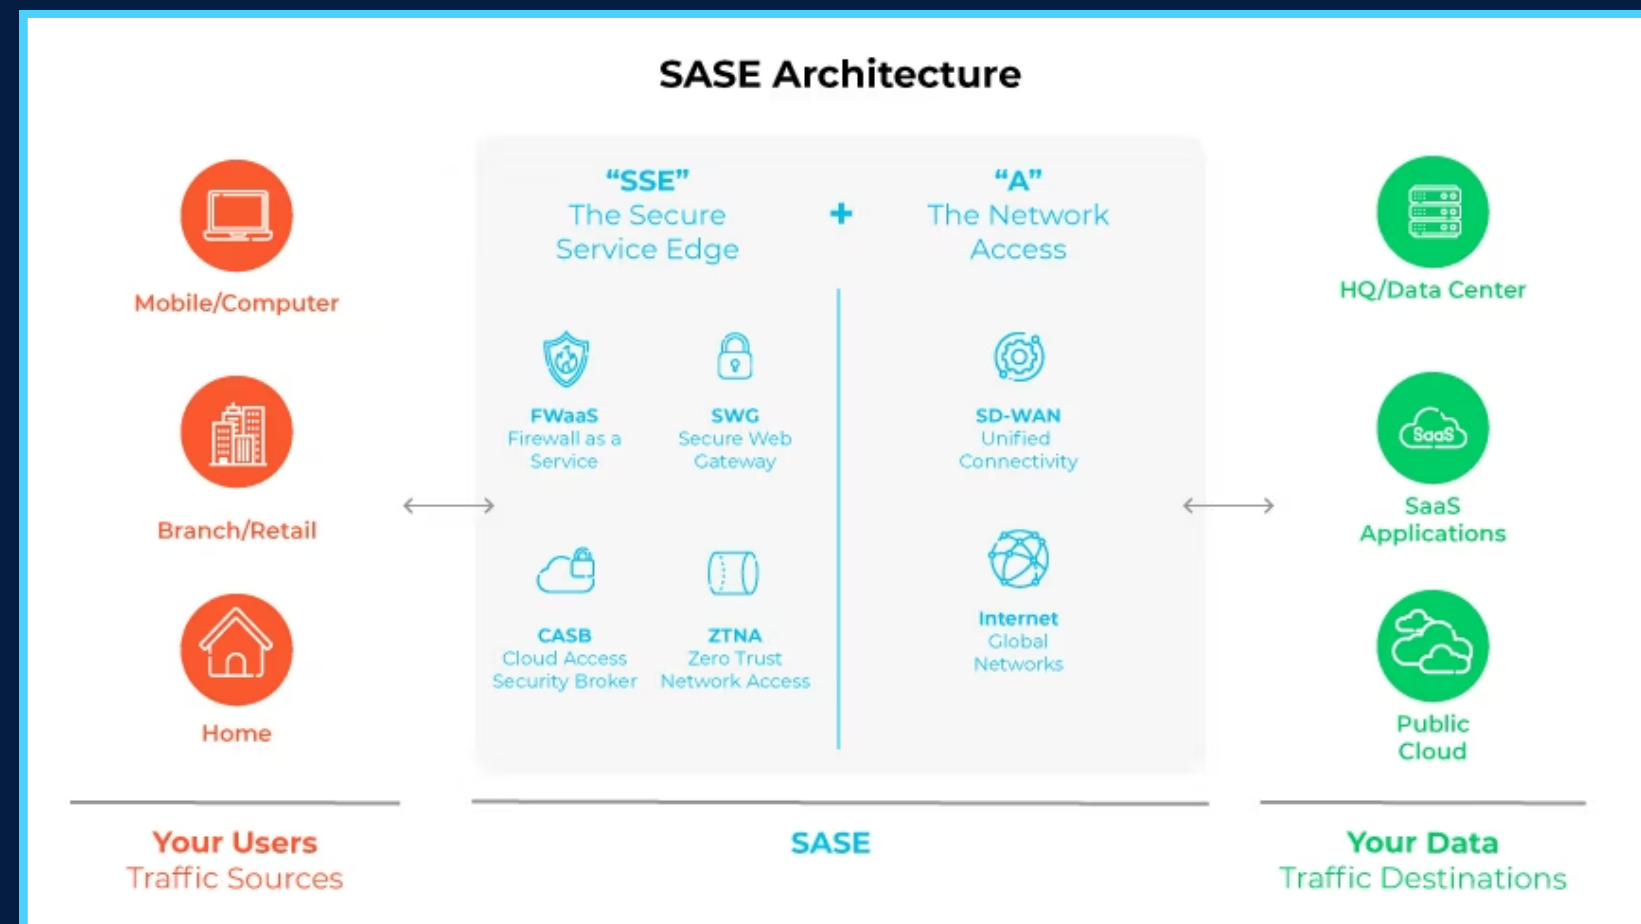 SASE Architecture
Mobile/Computer
Branch/Retail
Home
Your Users
Traffic Sources
“SSE”
The Secure
Service Edge
+
“A”
The Network
Access
FWaaS
Firewall as a
Service
SWG
Secure Web
Gateway
CASB
Cloud Access
Security Broker
ZTNA
Zero Trust
Network Access
SD-WAN
Unified
Connectivity
Internet
Global
Networks
SASE
HQ/Data Center
SaaS
SaaS
Applications
Public
Cloud
Your Data
Traffic Destinations